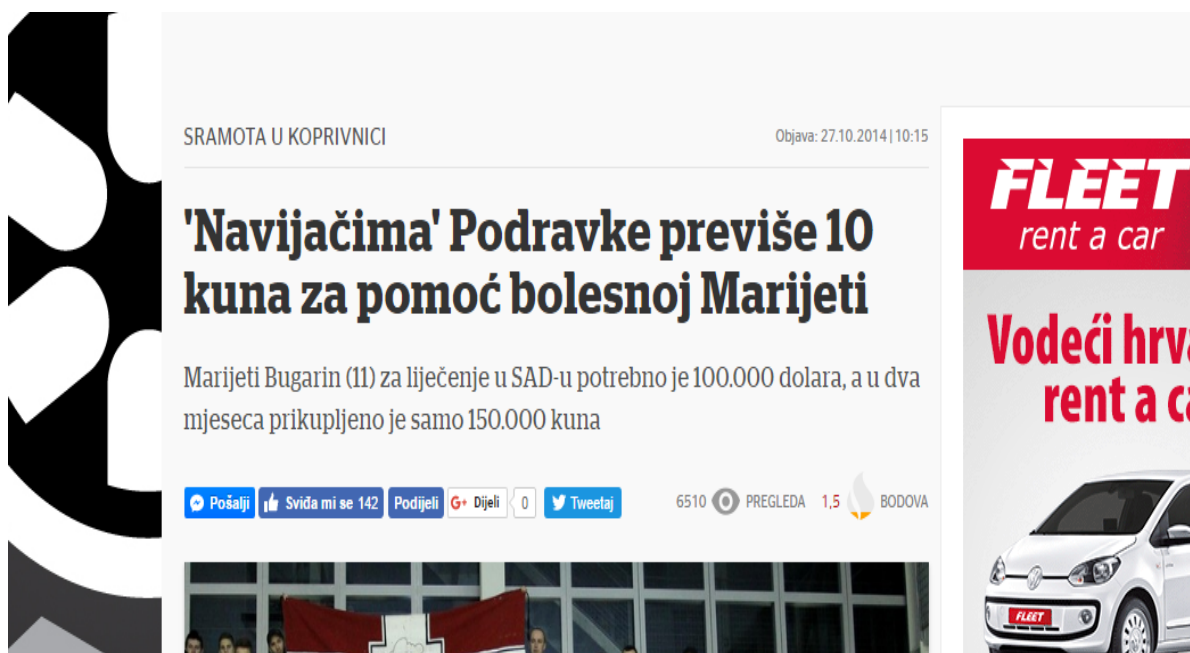 SRAMOTA U KOPRIVNICI
Objava: 27.10.2014 | 10:15
'Navijačima' Podravke previše 10
kuna za pomoć bolesnoj Marijeti
Marijeti Bugarin (11) za liječenje u SAD-u potrebno je 100.000 dolara, a u dva
mjeseca prikupljeno je samo 150.000 kuna
Pošalji Sviđa mi se 142 Podijeli G+ Dijeli 0 Tweetaj
6510 PREGLEDA 1,5 BODOVA
FLEET
rent a car
Vodeći
rent a
FLEET